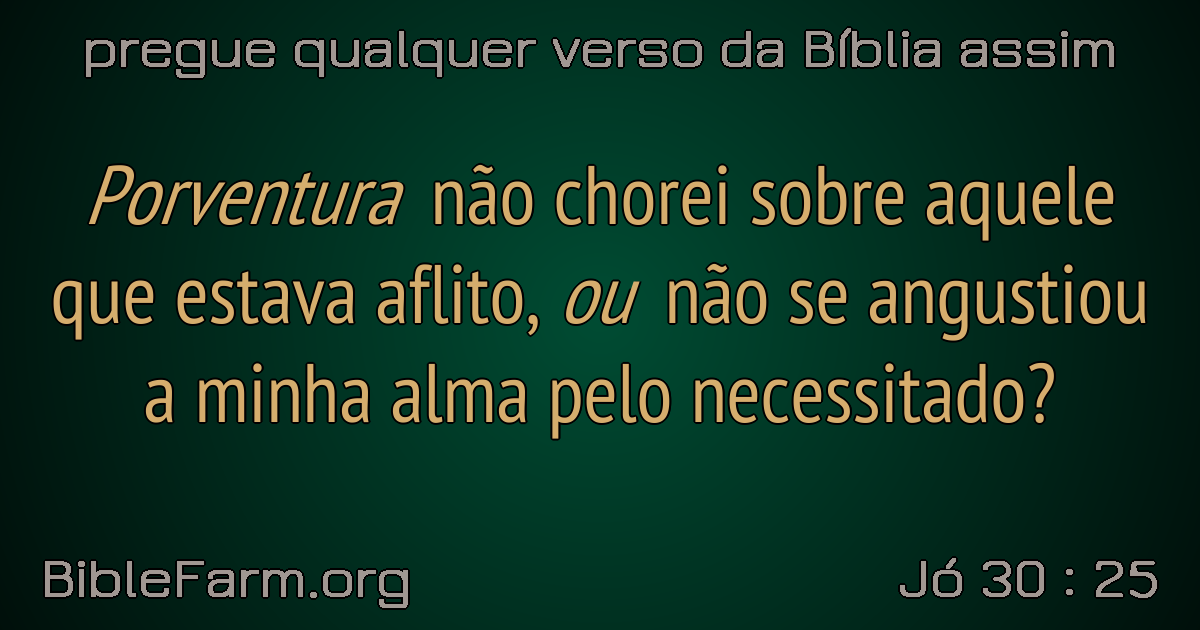 pregue qualquer verso da Bíblia assim
Porventura não chorei sobre aquele
que estava aflito, ou não se angustiou
a minha alma pelo necessitado?
BibleFarm.org
Jó 30 : 25